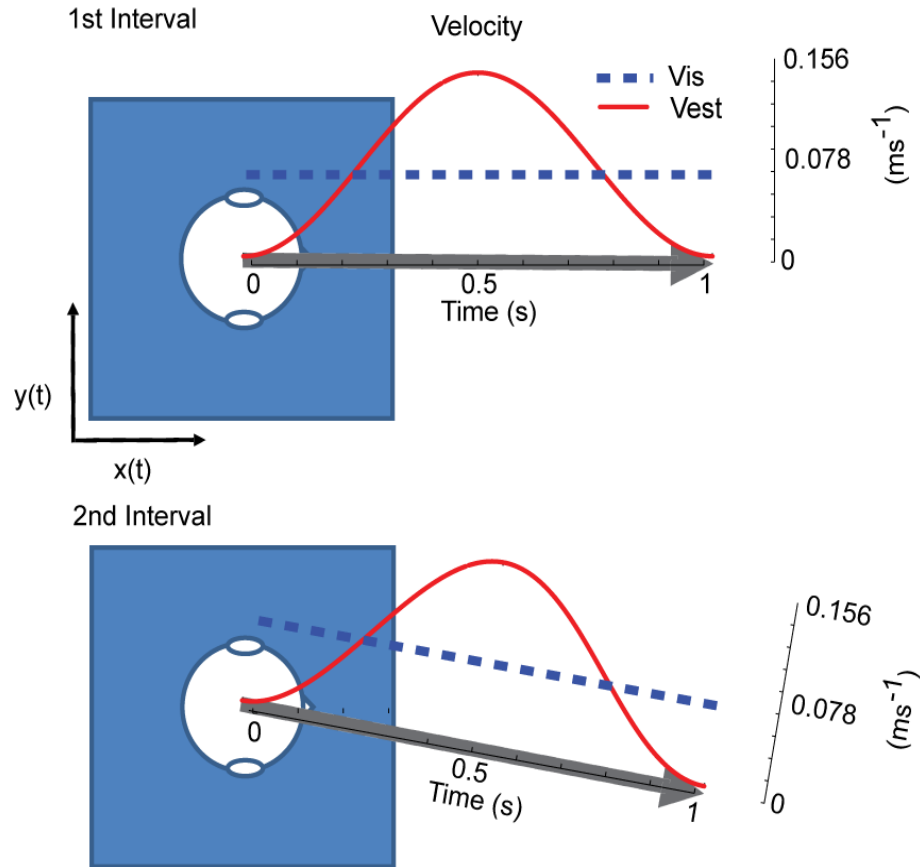 1st Interval
Velocity
Vis
Vest
0.156
0.078
0
(ms⁻¹)
0
0.5
1
Time (s)
y(t)
x(t)
2nd Interval
0.156
0.078
0
(ms⁻¹)
0
0.5
1
Time (s)